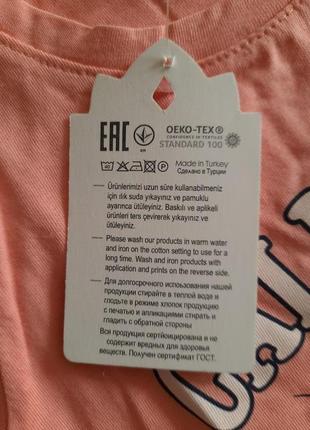 EAC
OEKO-TEX®
CONFIDENCE IN TEXTILES
STANDARD 100
Made in Turkey
Сделано в Турции
– Ürünlerimizi uzun süre kullanabilmeniz
için ılık suda yıkayınız ve pamuklu
ayarınca ütüleyiniz. Baskılı ve aplikeli
ürünleri ters çevirerek yıkayınız ve
ütüleyiniz.
– Please wash our products in warm water
and iron on the cotton setting to use for a
long time. Wash and iron products with
application and prints on the reverse side.
– Для долгосрочного использования нашей
продукции стирайте в теплой воде и
гладьте в режиме хлопок продукцию
с печатью и апликациями стирать и
гладить с обратной стороны
Вся продукция сертйюцирована и не
содержит вредных для здоровья
веществ. Получен сертификат ГОСТ.